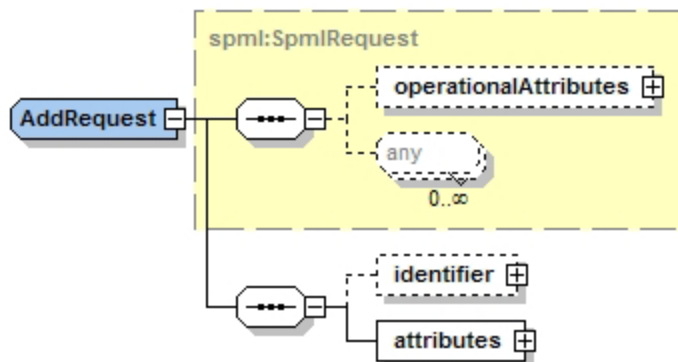 spml:SpmlRequest
operationalAttributes
AddRequest
any
0..∞
identifier
attributes